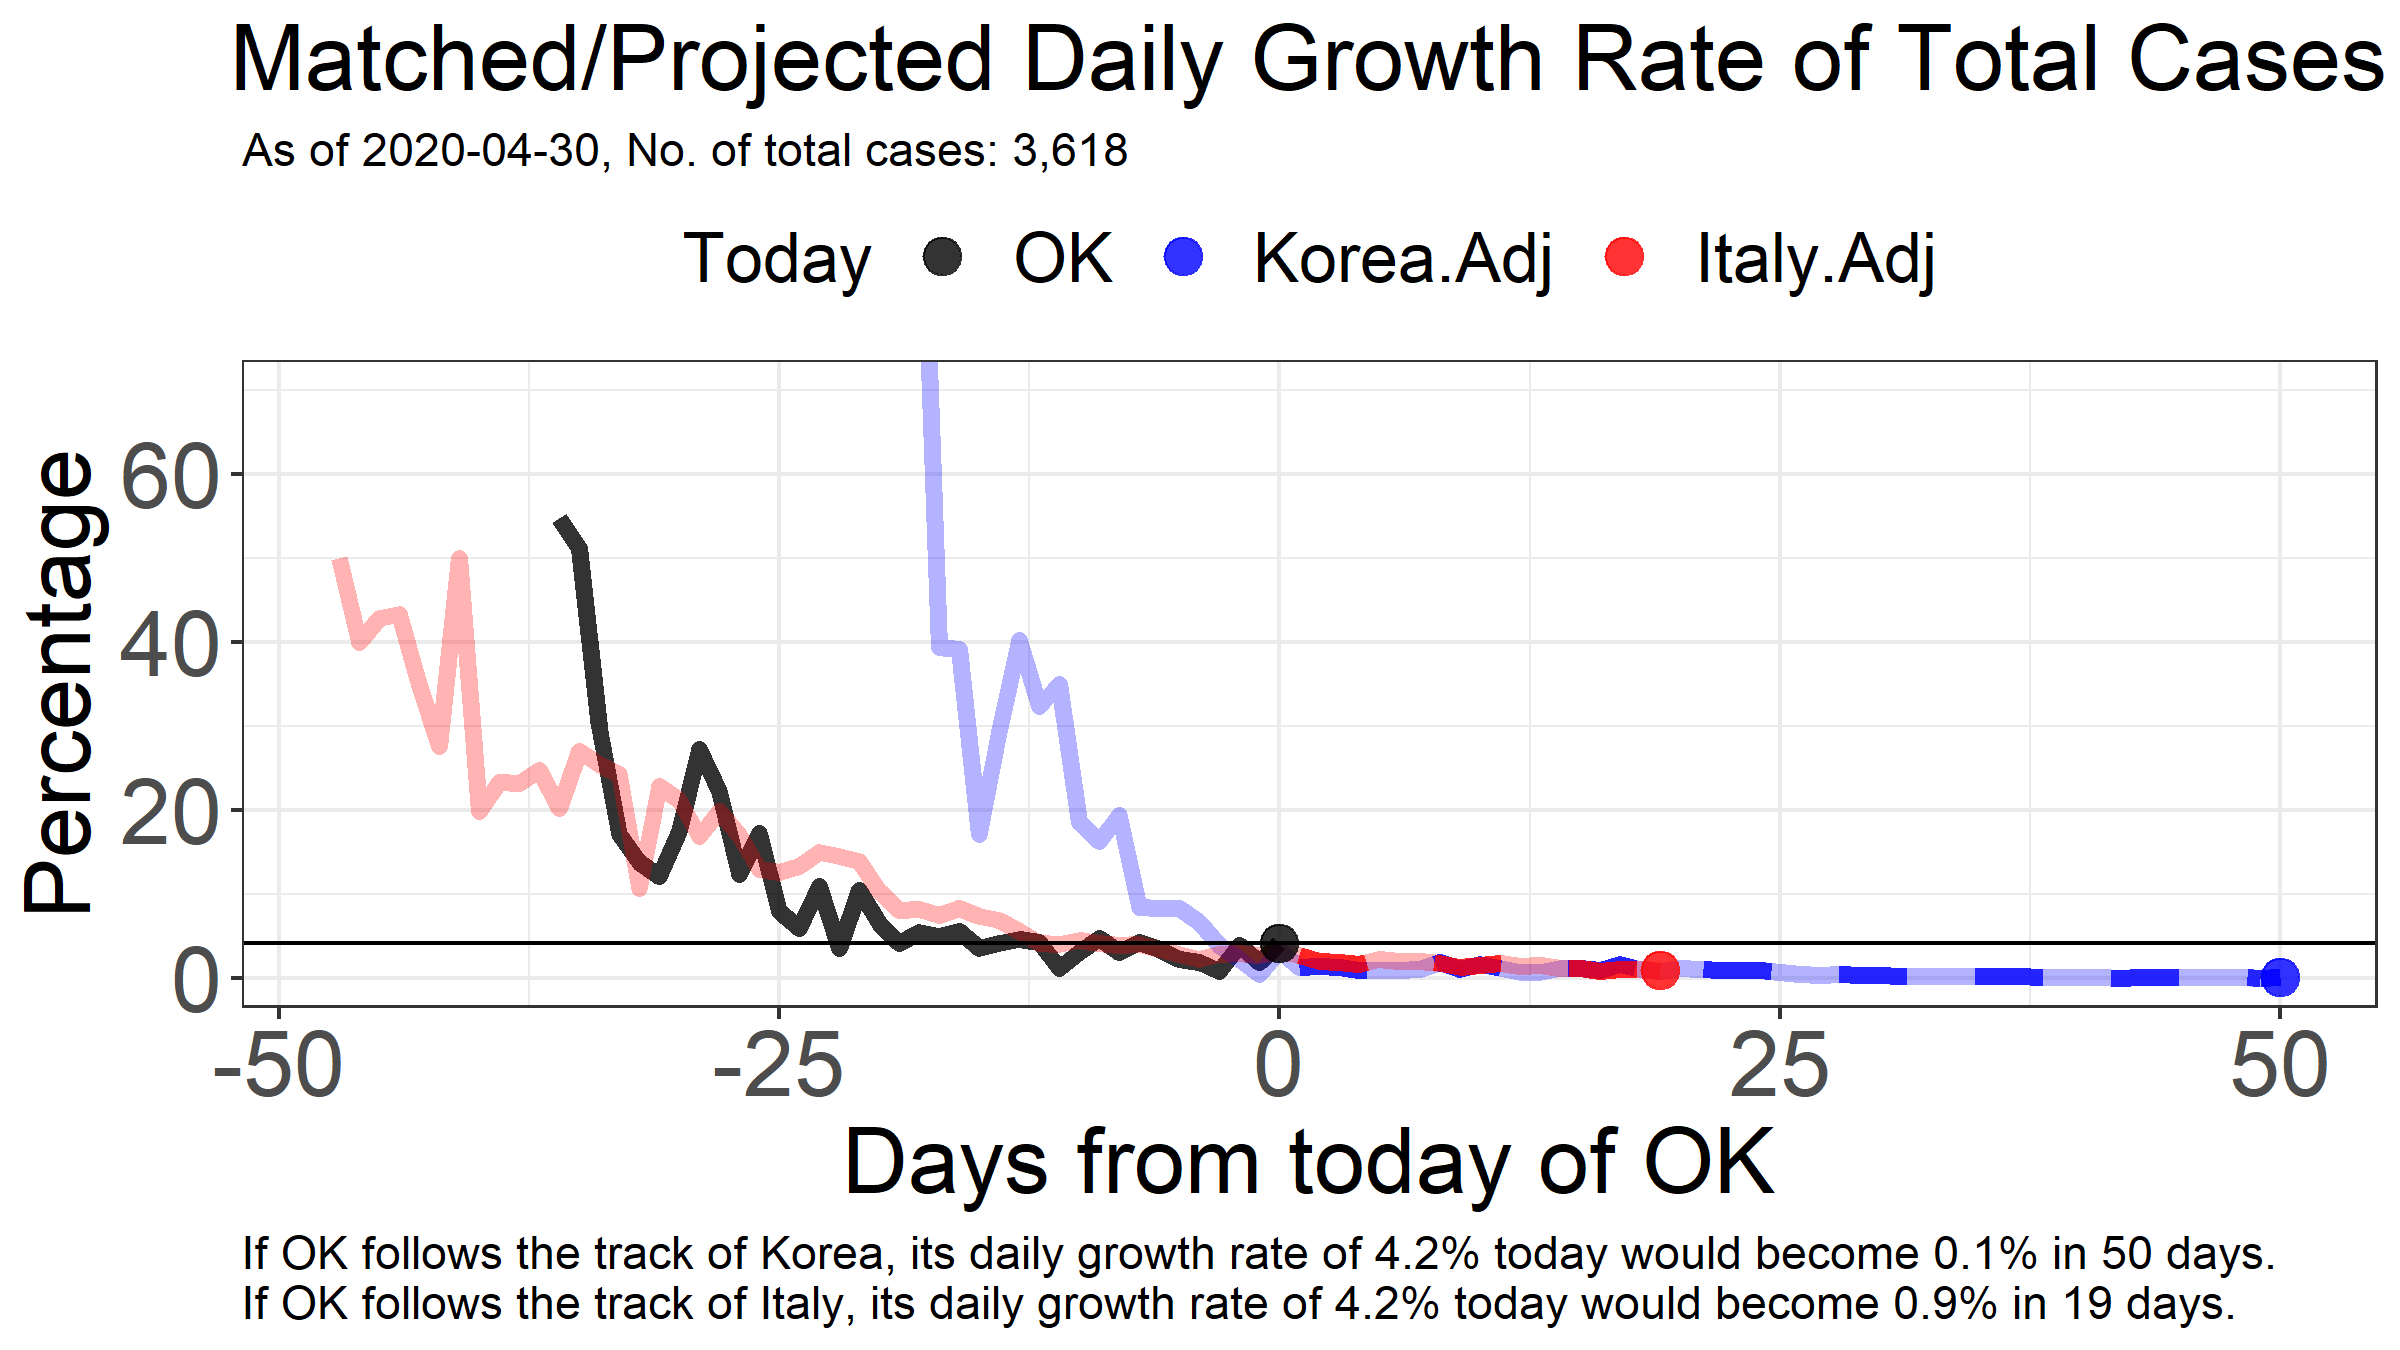 Matched/Projected Daily Growth Rate of Total Cases
As of 2020-04-30, No. of total cases: 3,618
Today OK Korea.Adj Italy.Adj
Percentage
60
40
20
0
-50 -25 0 25 50
Days from today of OK
If OK follows the track of Korea, its daily growth rate of 4.2% today would become 0.1% in 50 days.
If OK follows the track of Italy, its daily growth rate of 4.2% today would become 0.9% in 19 days.